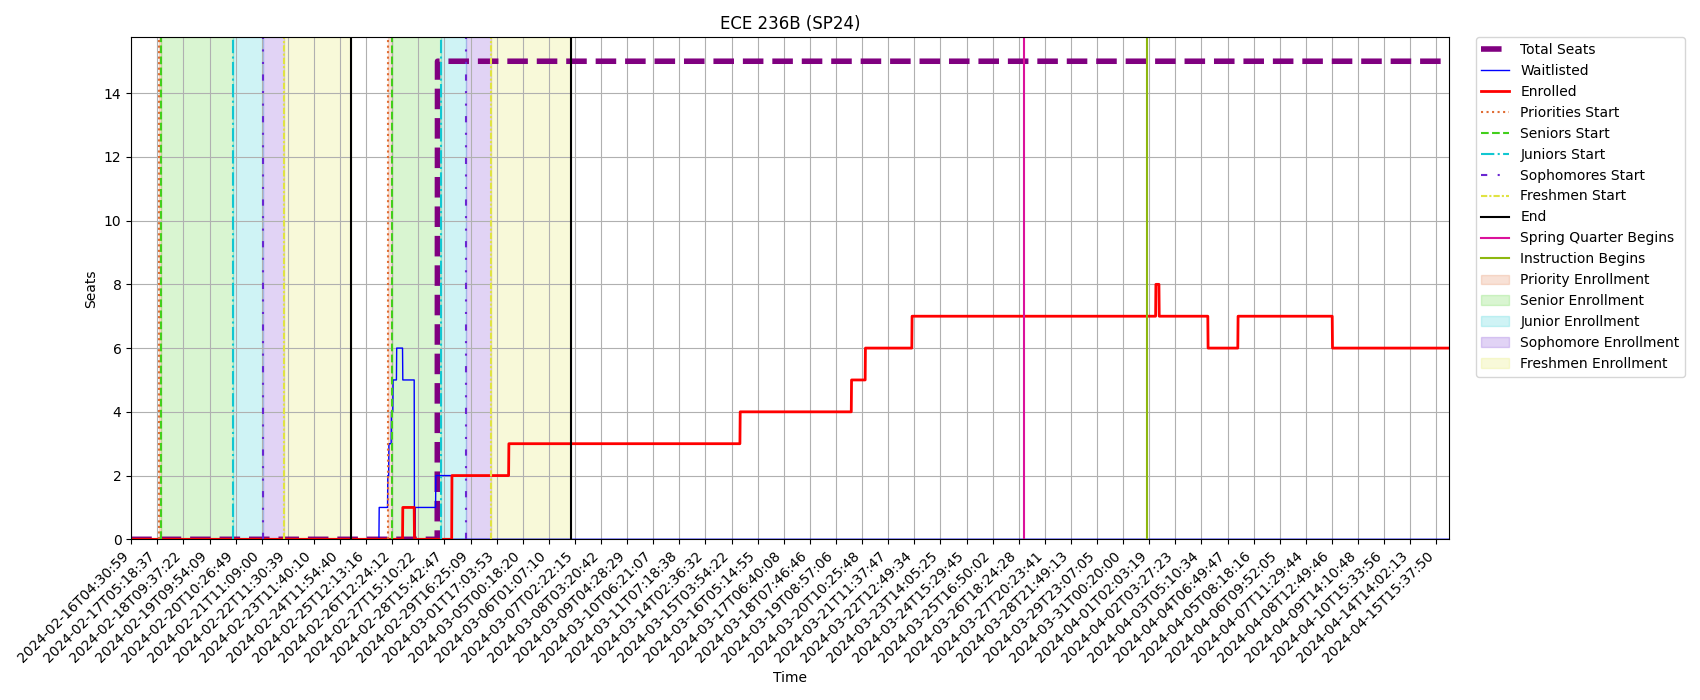 ECE 236B (SP24)
Seats
14
12
10
8
6
4
2
0
2024-02-16T04:30:59
2024-02-17T05:18:37
2024-02-18T09:37:22
2024-02-19T09:54:09
2024-02-20T10:26:49
2024-02-21T11:09:00
2024-02-22T11:30:39
2024-02-23T11:40:10
2024-02-24T11:54:40
2024-02-25T12:13:16
2024-02-26T12:24:12
2024-02-27T15:10:22
2024-02-28T15:42:47
2024-02-29T16:25:09
2024-03-01T17:03:53
2024-03-05T00:18:20
2024-03-06T01:07:10
2024-03-07T02:22:15
2024-03-08T03:20:42
2024-03-09T04:28:29
2024-03-10T06:21:07
2024-03-11T07:18:38
2024-03-14T02:36:32
2024-03-15T03:54:22
2024-03-16T05:14:55
2024-03-17T06:40:08
2024-03-18T07:46:46
2024-03-19T08:57:06
2024-03-20T10:25:48
2024-03-21T11:37:47
2024-03-22T12:49:34
2024-03-23T14:05:25
2024-03-24T15:29:45
2024-03-25T16:50:02
2024-03-26T18:24:28
2024-03-27T20:23:41
2024-03-28T21:49:13
2024-03-29T23:07:05
2024-03-31T00:20:00
2024-04-01T02:03:19
2024-04-02T03:27:23
2024-04-03T05:10:34
2024-04-04T06:49:47
2024-04-05T08:18:16
2024-04-06T09:52:05
2024-04-07T11:29:44
2024-04-08T12:49:46
2024-04-09T14:10:48
2024-04-10T15:33:56
2024-04-14T14:02:13
2024-04-15T15:37:50
Time
Total Seats
Waitlisted
Enrolled
Priorities Start
Seniors Start
Juniors Start
Sophomores Start
Freshmen Start
End
Spring Quarter Begins
Instruction Begins
Priority Enrollment
Senior Enrollment
Junior Enrollment
Sophomore Enrollment
Freshmen Enrollment